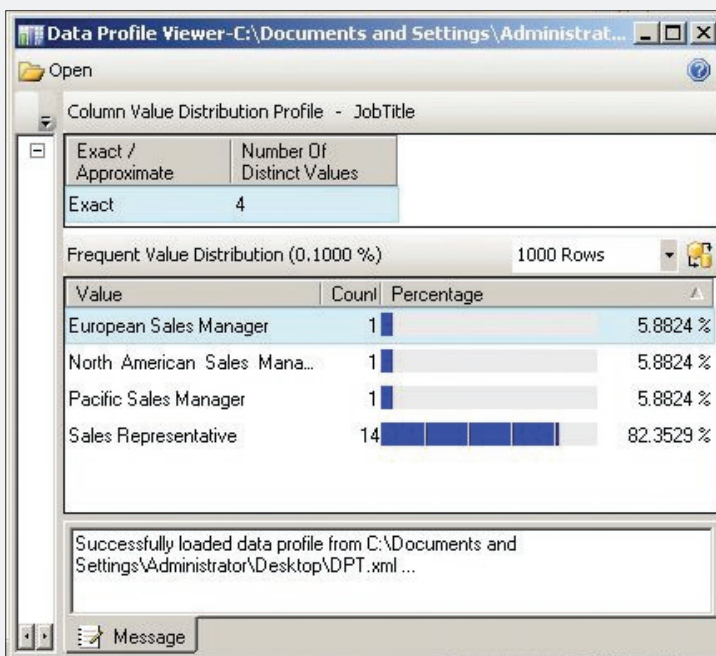 Data Profile Viewer-C:\Documents and Settings\Administrat...
Open
Column Value Distribution Profile - JobTitle
Exact / Approximate Number Of Distinct Values
Exact 4
Frequent Value Distribution (0.1000 %) 1000 Rows
Value Count Percentage
European Sales Manager 1 5.8824 %
North American Sales Mana... 1 5.8824 %
Pacific Sales Manager 1 5.8824 %
Sales Representative 14 82.3529 %
Successfully loaded data profile from C:\Documents and
Settings\Administrator\Desktop\DPT.xml ...
Message